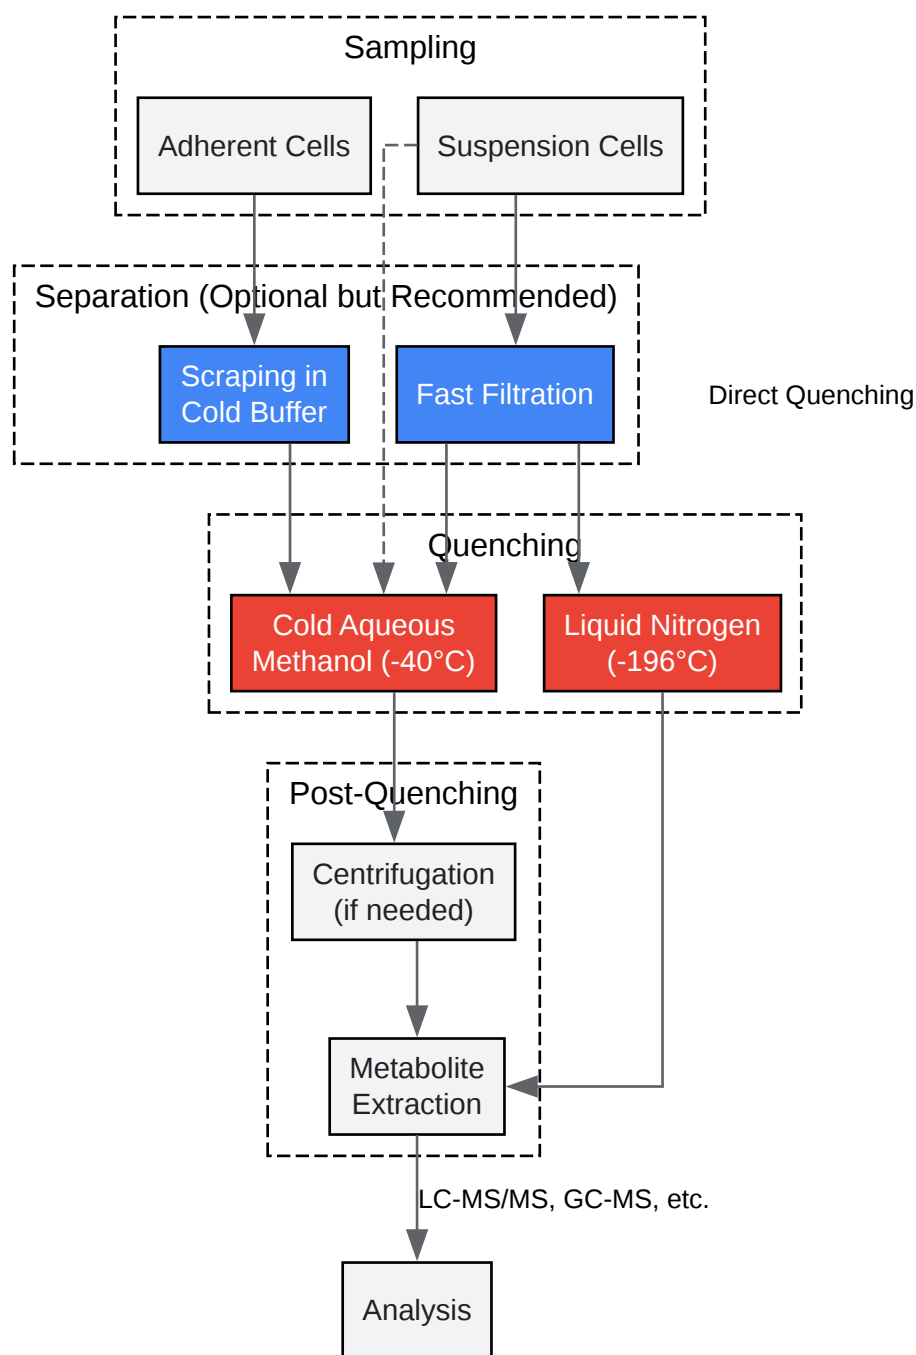 Sampling
Adherent Cells
Suspension Cells
Separation (Optional but Recommended)
Scraping in
Cold Buffer
Fast Filtration
Direct Quenching
Quenching
Cold Aqueous
Methanol (-40°C)
Liquid Nitrogen
(-196°C)
Post-Quenching
Centrifugation
(if needed)
Metabolite
Extraction
LC-MS/MS, GC-MS, etc.
Analysis